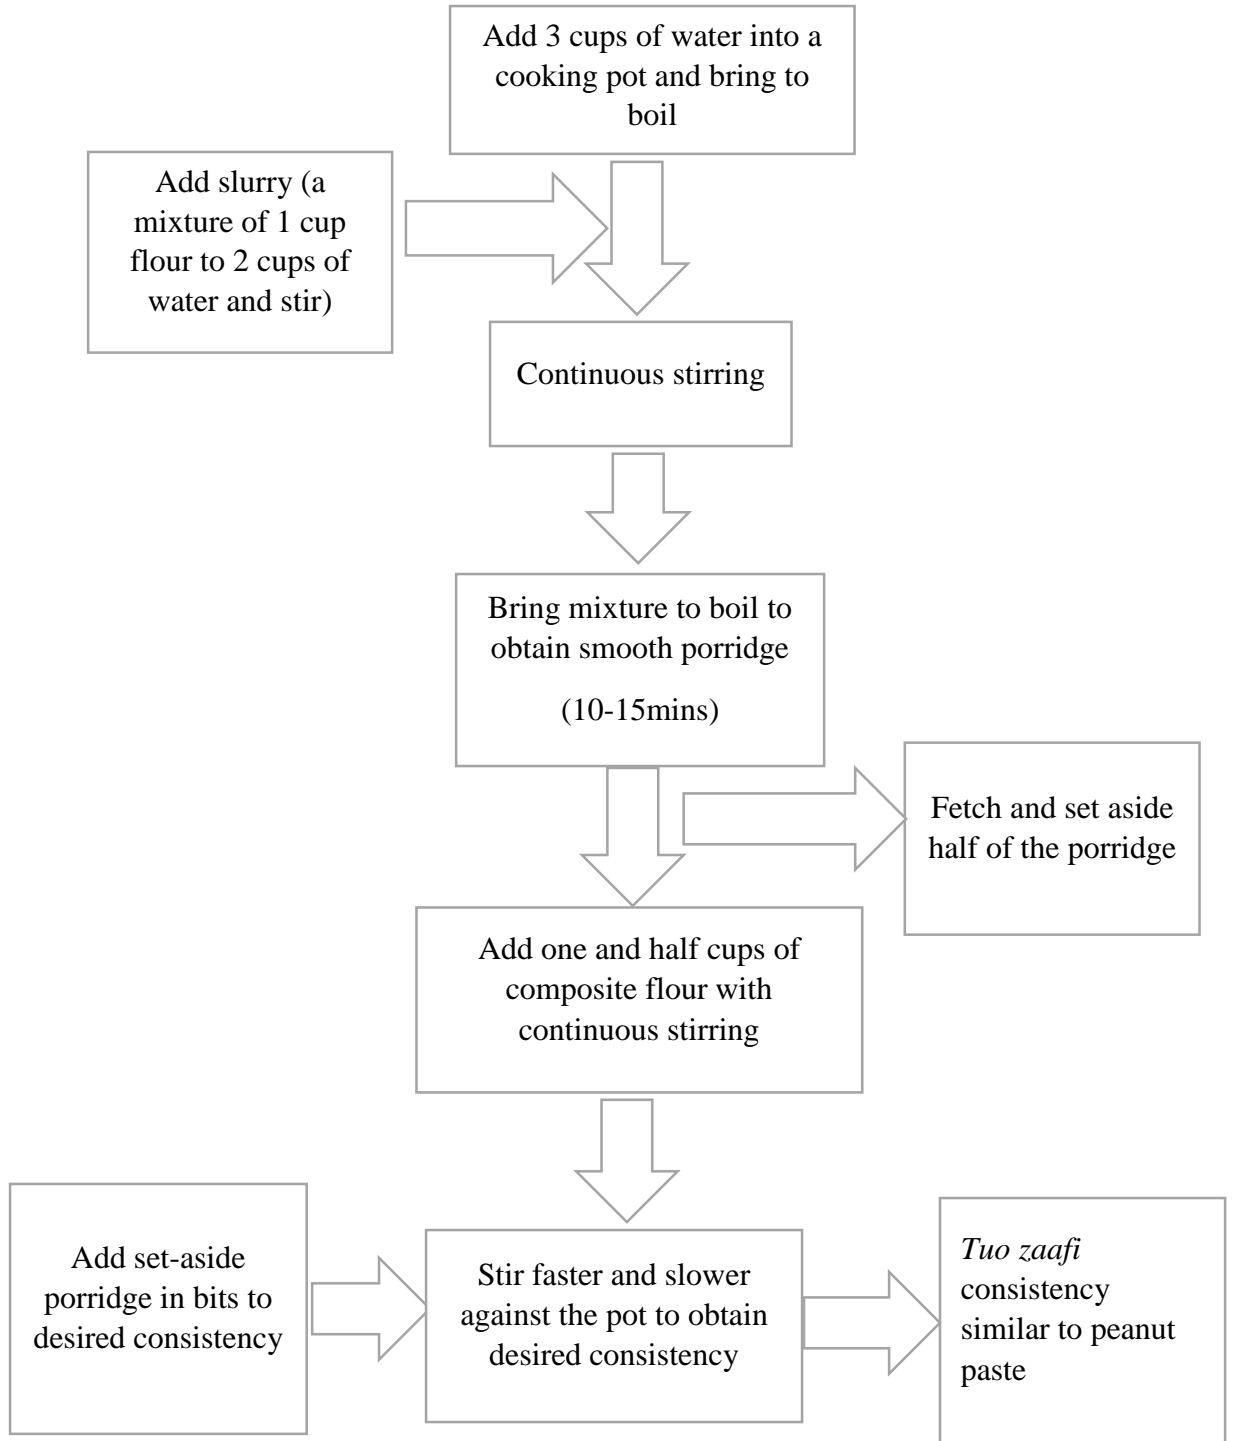 Add 3 cups of water into a
cooking pot and bring to
boil
Add slurry (a
mixture of 1 cup
flour to 2 cups of
water and stir)
Continuous stirring
Bring mixture to boil to
obtain smooth porridge
(10-15mins)
Fetch and set aside
half of the porridge
Add one and half cups of
composite flour with
continuous stirring
Add set-aside
porridge in bits to
desired consistency
Stir faster and slower
against the pot to obtain
desired consistency
Tuo zaafi
consistency
similar to peanut
paste